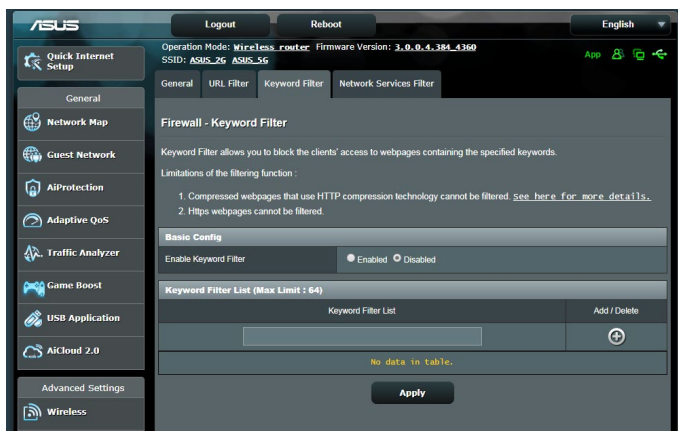 ASUS
Logout Reboot English
Operation Mode: Wireless router Firmware Version: 3.0.0.4.384_4360
SSID: ASUS_2G ASUS_5G
App
Quick Internet
Setup
General
Network Map
Guest Network
AiProtection
Adaptive QoS
Traffic Analyzer
Game Boost
USB Application
AiCloud 2.0
Advanced Settings
Wireless
General URL Filter Keyword Filter Network Services Filter
Firewall - Keyword Filter
Keyword Filter allows you to block the clients' access to webpages containing the specified keywords.
Limitations of the filtering function :
1. Compressed webpages that use HTTP compression technology cannot be filtered. See here for more details.
2. Https webpages cannot be filtered.
Basic Config
Enable Keyword Filter Enabled Disabled
Keyword Filter List (Max Limit : 64)
Keyword Filter List Add / Delete
No data in table.
Apply